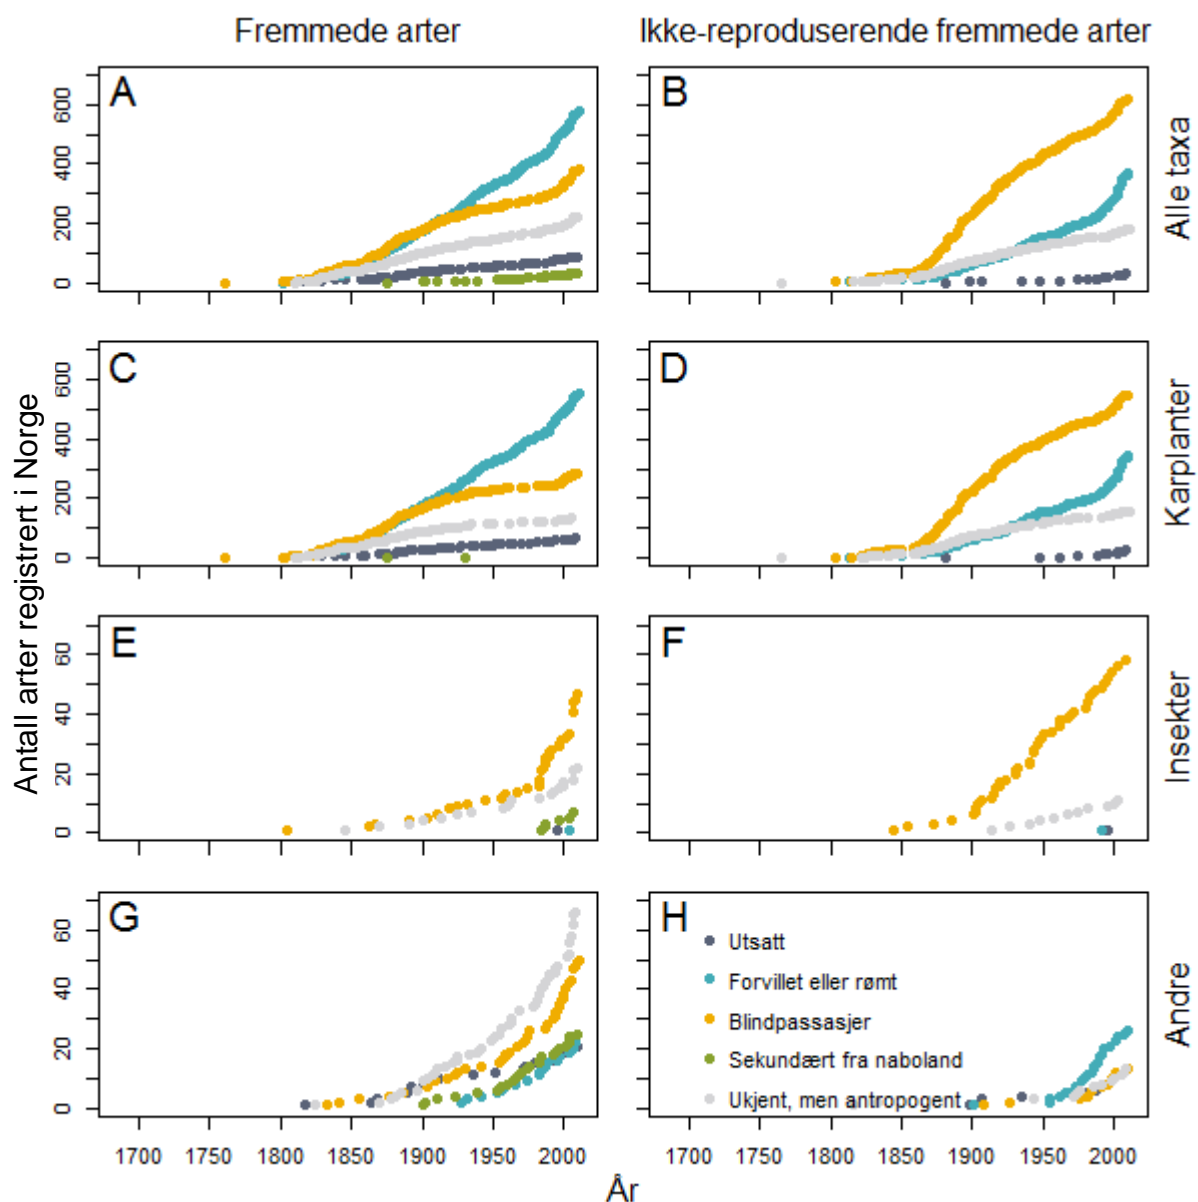 Fremmede arter
Ikke-reproduserende fremmede arter
A
600
400
200
0
B
Alle taxa
C
600
400
200
0
D
Karplanter
Antall arter registrert i Norge
E
60
40
20
0
F
Insekter
G
60
40
20
0
H
Utsatt
Forvillet eller rømt
Blindpassasjer
Sekundært fra naboland
Ukjent, men antropogent
Andre
1700 1750 1800 1850 1900 1950 2000
1700 1750 1800 1850 1900 1950 2000
År